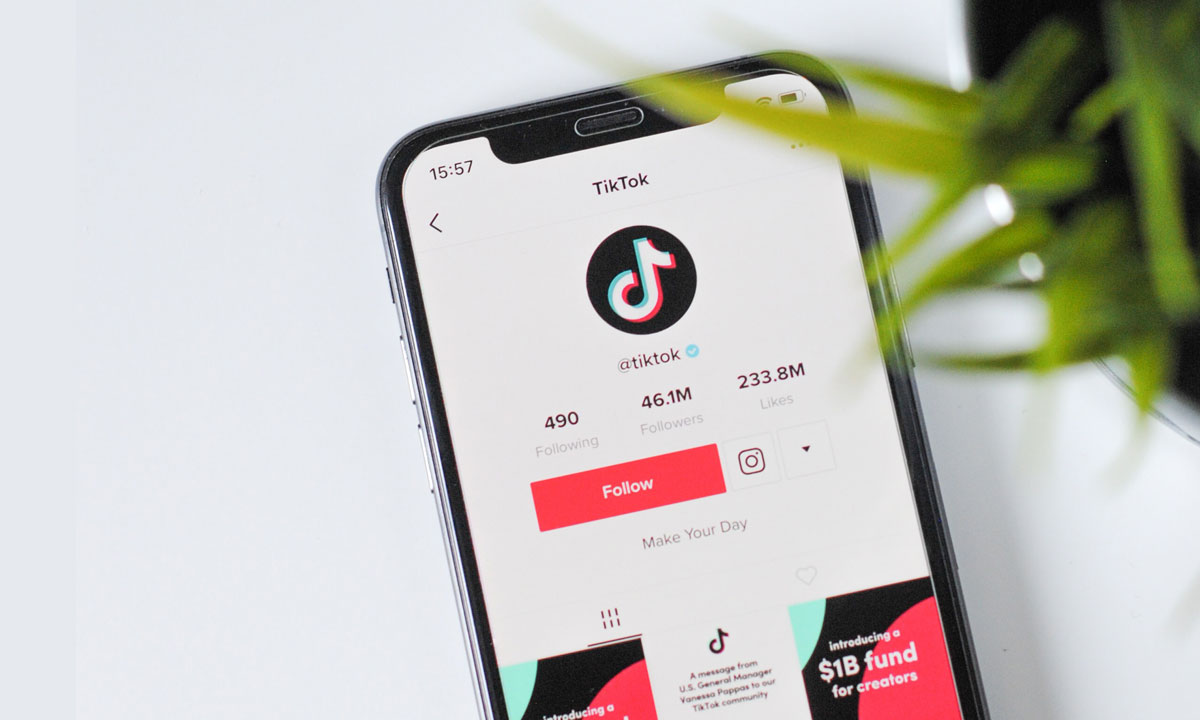 15:57
TikTok
@tiktok
490
46.1M
233.8M
Following
Followers
Likes
Follow
Make Your Day
introducing a
A message from
U.S. General Manager
Vanessa Pappas to our
TikTok community
introducing a
$1B fund
for creators